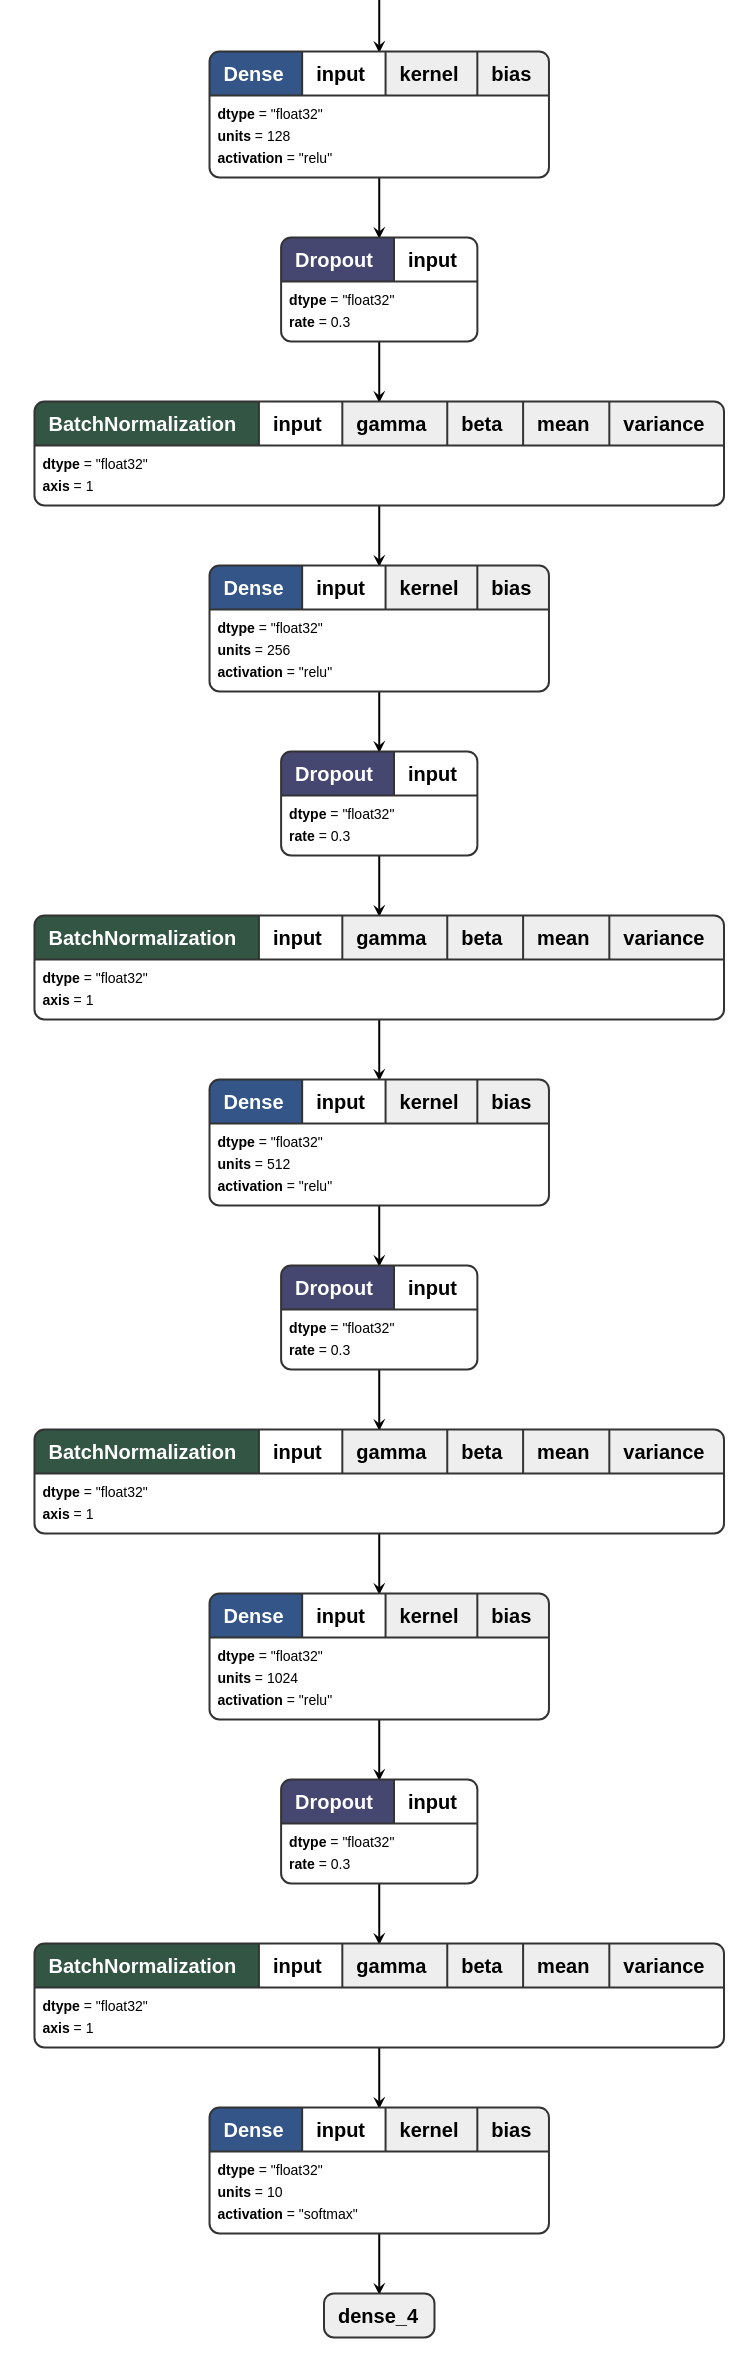 Dense input kernel bias
dtype = "float32"
units = 128
activation = "relu"
Dropout input
dtype = "float32"
rate = 0.3
BatchNormalization input gamma beta mean variance
dtype = "float32"
axis = 1
Dense input kernel bias
dtype = "float32"
units = 256
activation = "relu"
Dropout input
dtype = "float32"
rate = 0.3
BatchNormalization input gamma beta mean variance
dtype = "float32"
axis = 1
Dense input kernel bias
dtype = "float32"
units = 512
activation = "relu"
Dropout input
dtype = "float32"
rate = 0.3
BatchNormalization input gamma beta mean variance
dtype = "float32"
axis = 1
Dense input kernel bias
dtype = "float32"
units = 1024
activation = "relu"
Dropout input
dtype = "float32"
rate = 0.3
BatchNormalization input gamma beta mean variance
dtype = "float32"
axis = 1
Dense input kernel bias
dtype = "float32"
units = 10
activation = "softmax"
dense_4